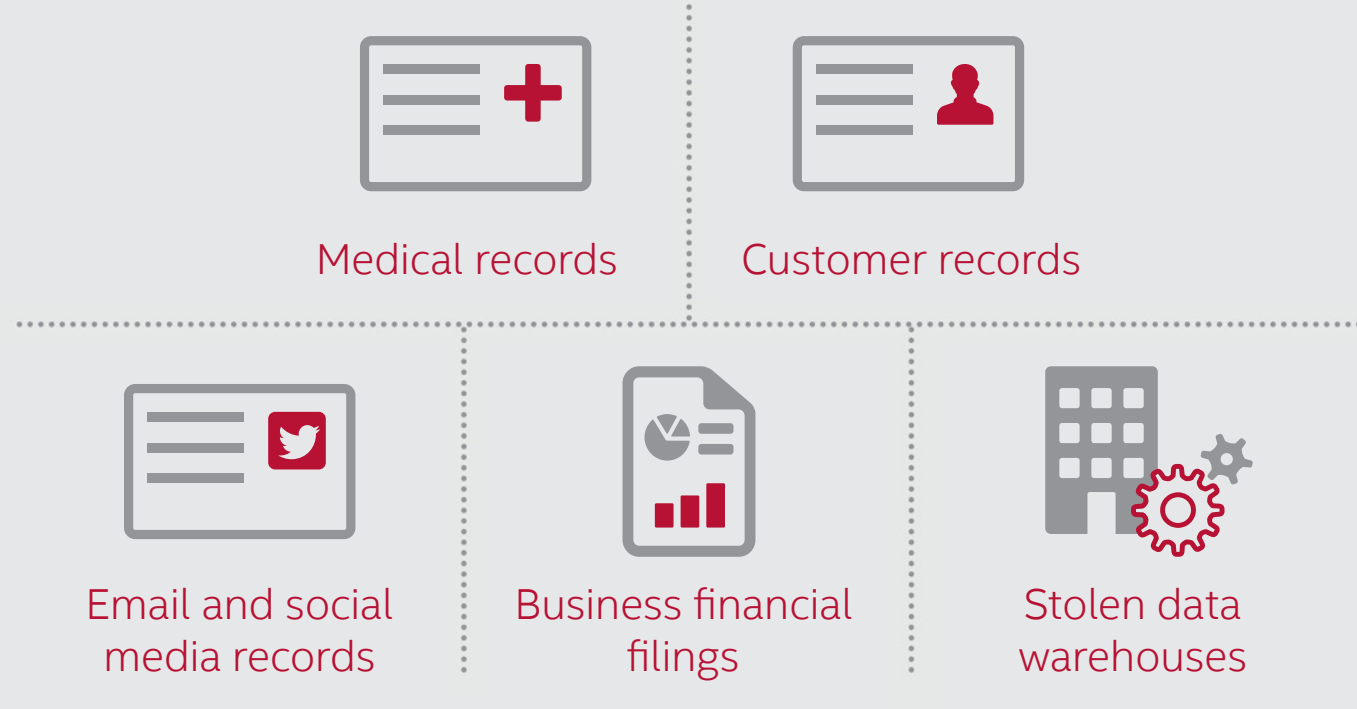 Medical records
Customer records
Email and social
media records
Business financial
filings
Stolen data
warehouses